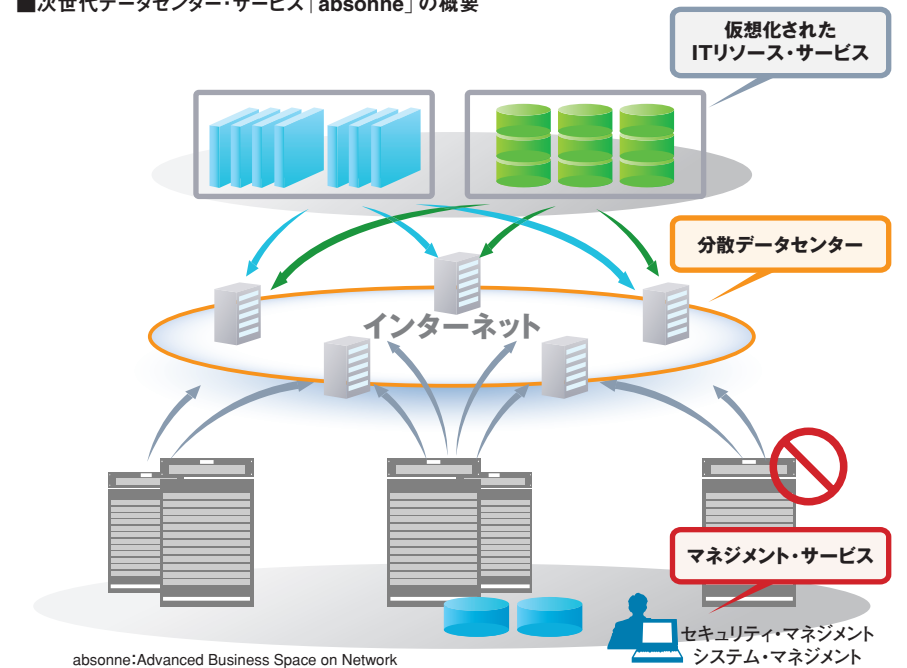 ■次世代データセンター・サービス「absonne」の概要
仮想化された
ITリソース・サービス
分散データセンター
インターネット
マネジメント・サービス
セキュリティ・マネジメント
システム・マネジメント
absonne:Advanced Business Space on Network